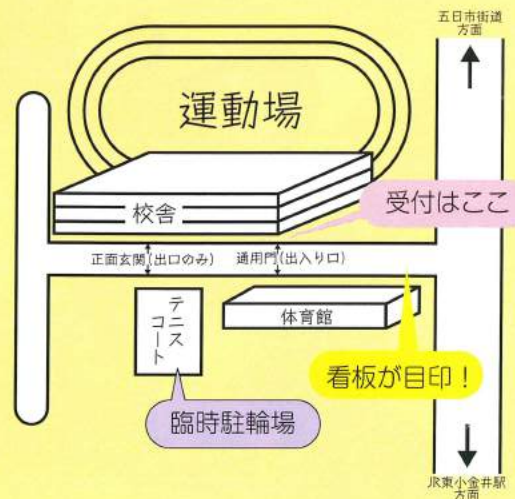 五日市街道
方面
運動場
校舎
受付はここ
正面玄関(出口のみ)
通用門(出入り口)
テニス
コート
体育館
看板が目印！
臨時駐輪場
JR東小金井駅
方面